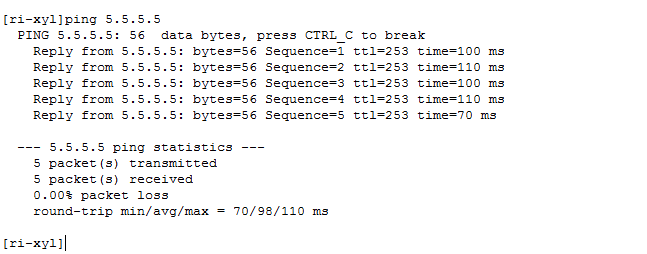 [ri-xyl]ping 5.5.5.5
  PING 5.5.5.5: 56  data bytes, press CTRL_C to break
    Reply from 5.5.5.5: bytes=56 Sequence=1 ttl=253 time=100 ms
    Reply from 5.5.5.5: bytes=56 Sequence=2 ttl=253 time=110 ms
    Reply from 5.5.5.5: bytes=56 Sequence=3 ttl=253 time=100 ms
    Reply from 5.5.5.5: bytes=56 Sequence=4 ttl=253 time=110 ms
    Reply from 5.5.5.5: bytes=56 Sequence=5 ttl=253 time=70 ms

  --- 5.5.5.5 ping statistics ---
    5 packet(s) transmitted
    5 packet(s) received
    0.00% packet loss
    round-trip min/avg/max = 70/98/110 ms

[ri-xyl]